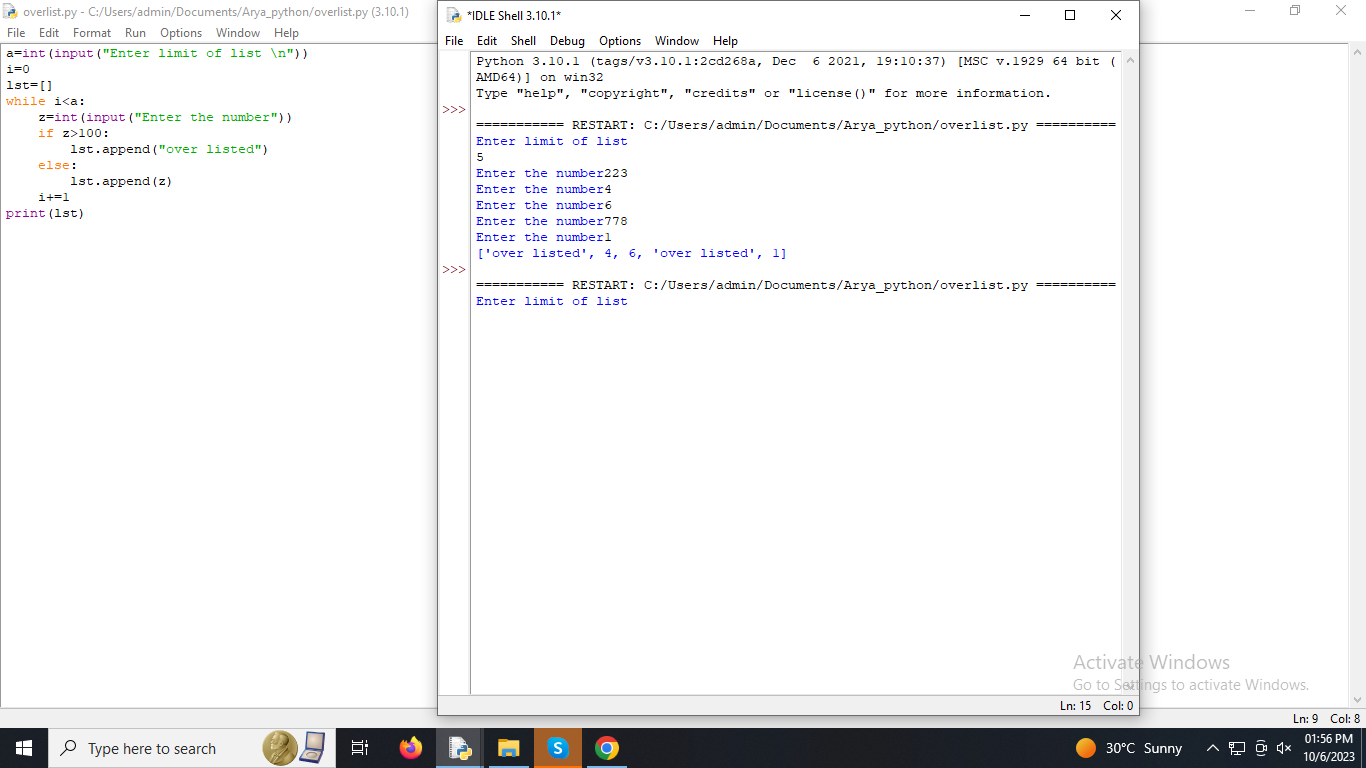 overlist.py - C:/Users/admin/Documents/Arya_python/overlist.py (3.10.1)
File Edit Format Run Options Window Help
a=int(input("Enter limit of list \n"))
i=0
lst=[]
while i<a:
    z=int(input("Enter the number"))
    if z>100:
        lst.append("over listed")
    else:
        lst.append(z)
    i+=1
print(lst)
*IDLE Shell 3.10.1*
File Edit Shell Debug Options Window Help
Python 3.10.1 (tags/v3.10.1:2cd268a, Dec  6 2021, 19:10:37) [MSC v.1929 64 bit (
AMD64)] on win32
Type "help", "copyright", "credits" or "license()" for more information.
>>>
=========== RESTART: C:/Users/admin/Documents/Arya_python/overlist.py ==========
Enter limit of list
5
Enter the number223
Enter the number4
Enter the number6
Enter the number778
Enter the number1
['over listed', 4, 6, 'over listed', 1]
>>>
=========== RESTART: C:/Users/admin/Documents/Arya_python/overlist.py ==========
Enter limit of list
Activate Windows
Go to Settings to activate Windows.
Ln: 15 Col: 0
Ln: 9 Col: 8
Type here to search
30°C Sunny
01:56 PM
10/6/2023